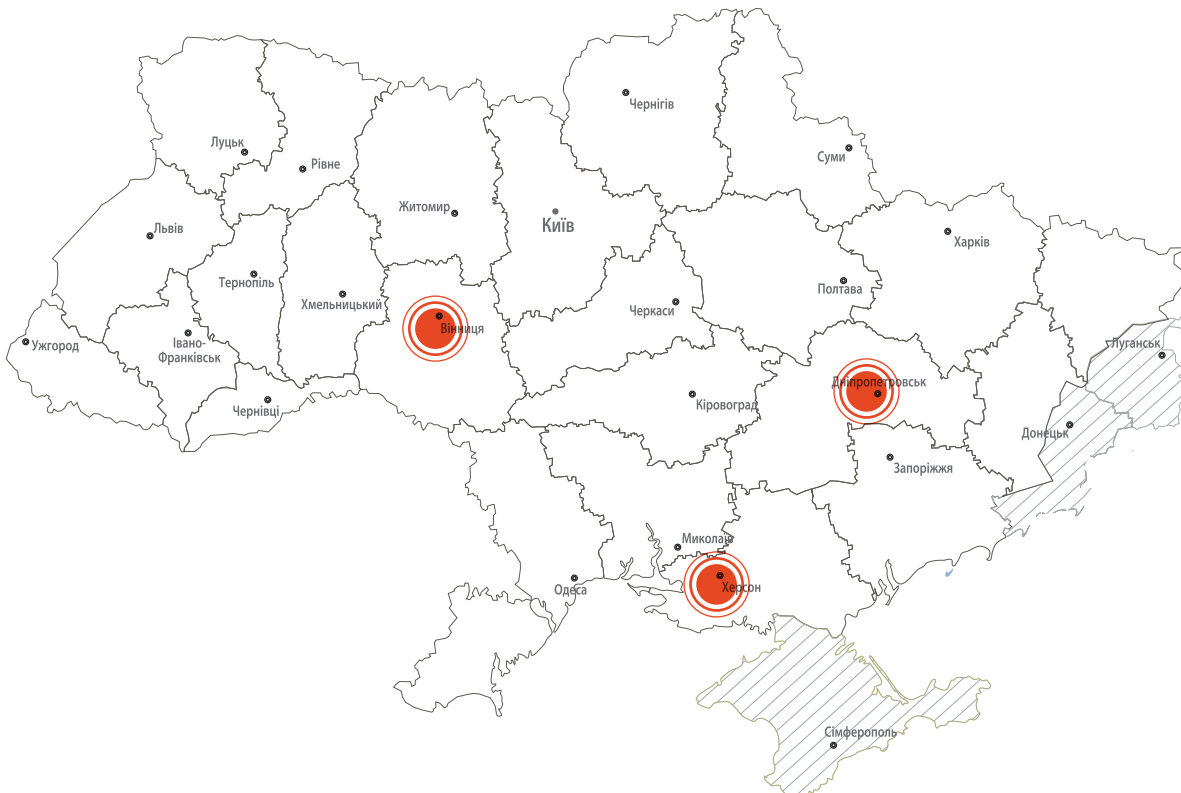 Чернігів
Луцьк
Суми
Рівне
Житомир
Київ
Львів
Харків
Тернопіль
Полтава
Хмельницький
Черкаси
Вінниця
Ужгород
Івано-
Франківськ
Луганськ
Дніпропетровськ
Чернівці
Кіровоград
Донецьк
Запоріжжя
Миколаїв
Одеса
Херсон
Сімферополь